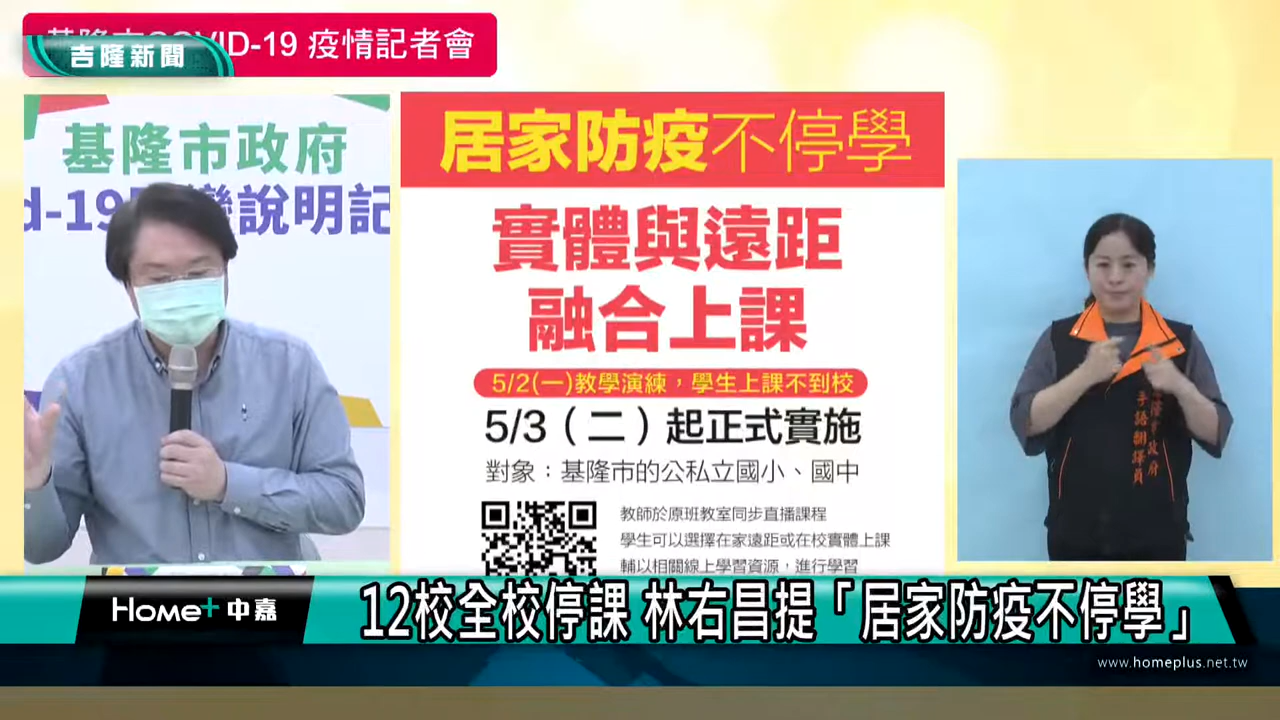 COVID-19 疫情記者會
吉隆新聞
基隆市政府
d-19
說明記
居家防疫不停學
實體與遠距
融合上課
5/2(一)教學演練，學生上課不到校
5/3（二）起正式實施
對象：基隆市的公私立國小、國中
教師於原班教室同步直播課程
學生可以選擇在家遠距或在校實體上課
輔以相關線上學習資源，進行學習
市政府
手語翻譯員
Home+ 中嘉
12校全校停課 林右昌提「居家防疫不停學」
www.homeplus.net.tw